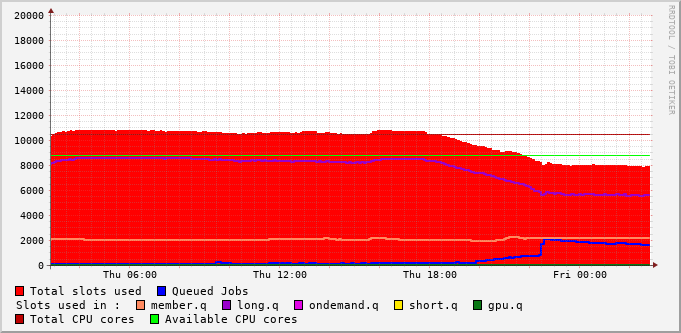 RRDTOOL / TOBI OETIKER
20000
18000
16000
14000
12000
10000
8000
6000
4000
2000
0
Thu 06:00 Thu 12:00 Thu 18:00 Fri 00:00
Total slots used Queued Jobs
Slots used in : member.q long.q ondemand.q short.q gpu.q
Total CPU cores Available CPU cores